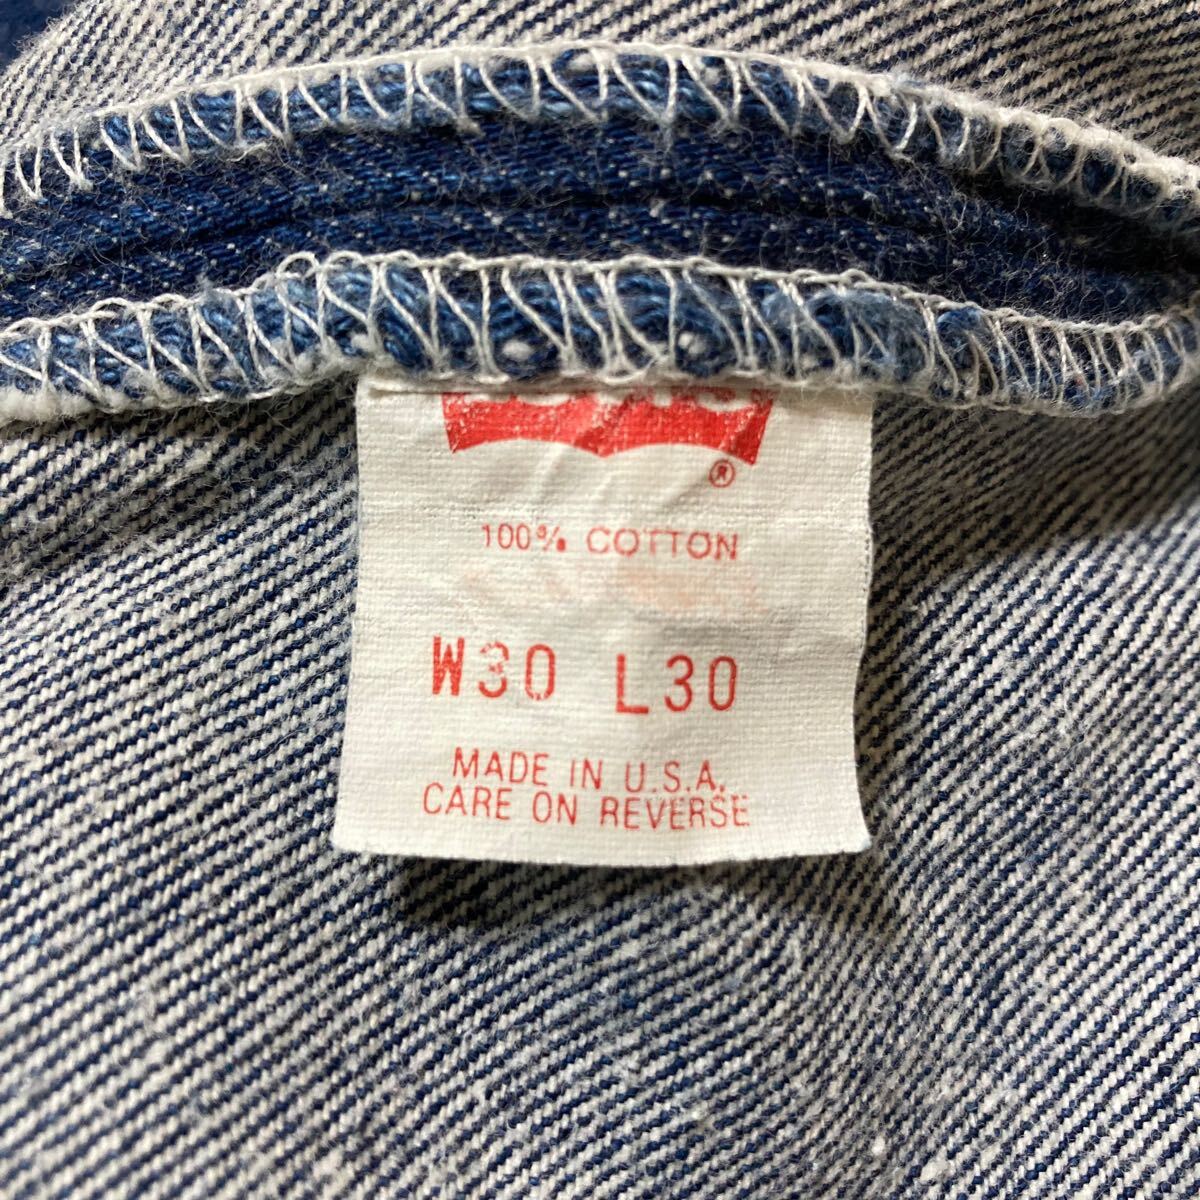 ®
100% COTTON
W30 L30
MADE IN U.S.A.
CARE ON REVERSE